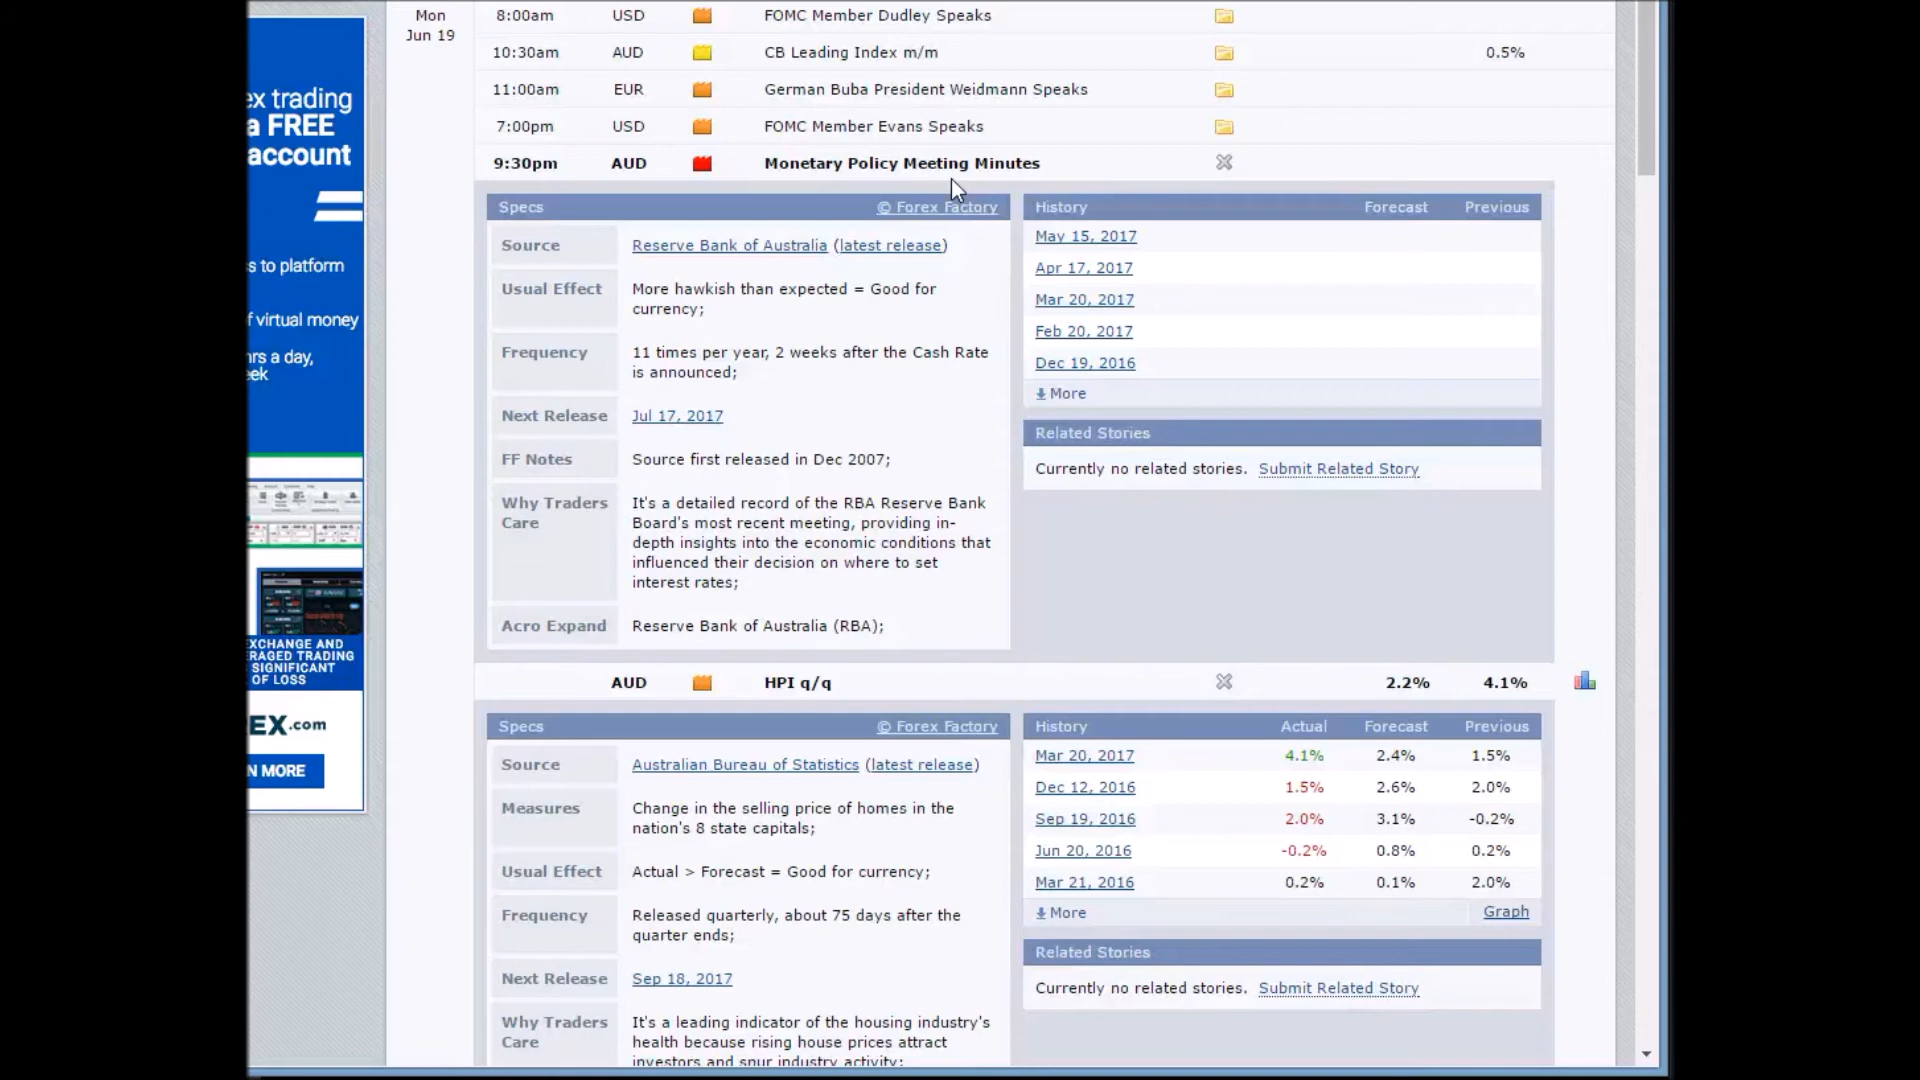 ex trading
a FREE
account
s to platform
f virtual money
hrs a day,
eek
EXCHANGE AND
RAGED TRADING
SIGNIFICANT
OF LOSS
EX.com
N MORE
Mon
Jun 19
8:00am USD FOMC Member Dudley Speaks
10:30am AUD CB Leading Index m/m 0.5%
11:00am EUR German Buba President Weidmann Speaks
7:00pm USD FOMC Member Evans Speaks
9:30pm AUD Monetary Policy Meeting Minutes
Specs © Forex Factory
Source Reserve Bank of Australia (latest release)
Usual Effect More hawkish than expected = Good for
currency;
Frequency 11 times per year, 2 weeks after the Cash Rate
is announced;
Next Release Jul 17, 2017
FF Notes Source first released in Dec 2007;
Why Traders It's a detailed record of the RBA Reserve Bank
Care Board's most recent meeting, providing in-
depth insights into the economic conditions that
influenced their decision on where to set
interest rates;
Acro Expand Reserve Bank of Australia (RBA);
History Forecast Previous
May 15, 2017
Apr 17, 2017
Mar 20, 2017
Feb 20, 2017
Dec 19, 2016
More
Related Stories
Currently no related stories. Submit Related Story
AUD HPI q/q 2.2% 4.1%
Specs © Forex Factory
Source Australian Bureau of Statistics (latest release)
Measures Change in the selling price of homes in the
nation's 8 state capitals;
Usual Effect Actual > Forecast = Good for currency;
Frequency Released quarterly, about 75 days after the
quarter ends;
Next Release Sep 18, 2017
Why Traders It's a leading indicator of the housing industry's
Care health because rising house prices attract
investors and spur industry activity;
History Actual Forecast Previous
Mar 20, 2017 4.1% 2.4% 1.5%
Dec 12, 2016 1.5% 2.6% 2.0%
Sep 19, 2016 2.0% 3.1% -0.2%
Jun 20, 2016 -0.2% 0.8% 0.2%
Mar 21, 2016 0.2% 0.1% 2.0%
More Graph
Related Stories
Currently no related stories. Submit Related Story